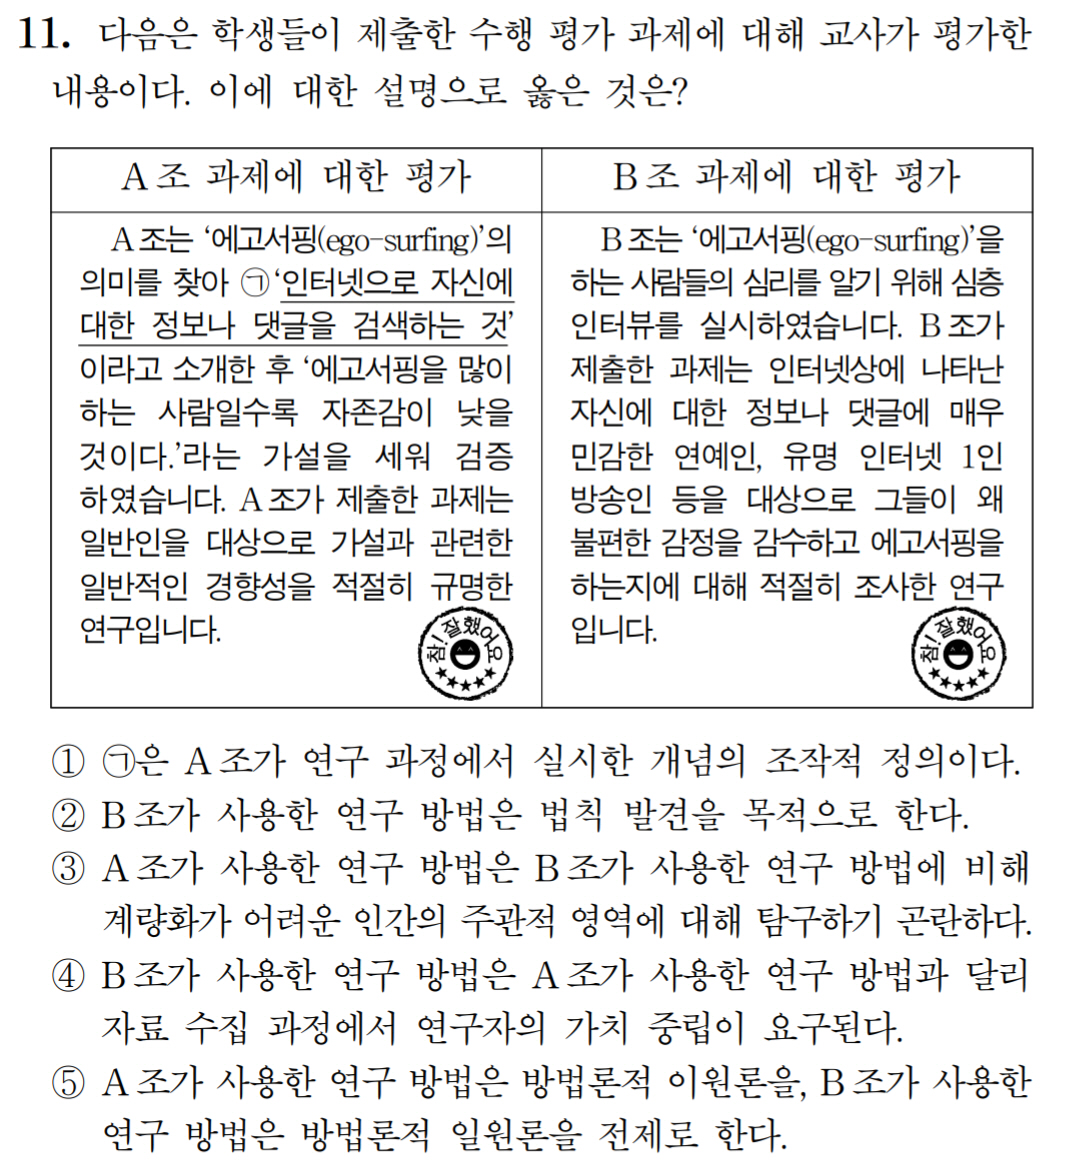 11. 다음은 학생들이 제출한 수행 평가 과제에 대해 교사가 평가한
내용이다. 이에 대한 설명으로 옳은 것은?
A조 과제에 대한 평가
A조는 ‘에고서핑(ego-surfing)’의
의미를 찾아 ㉠‘인터넷으로 자신에
대한 정보나 댓글을 검색하는 것’
이라고 소개한 후 ‘에고서핑을 많이
하는 사람일수록 자존감이 낮을
것이다.’라는 가설을 세워 검증
하였습니다. A조가 제출한 과제는
일반인을 대상으로 가설과 관련한
일반적인 경향성을 적절히 규명한
연구입니다.
참! 잘했어요
B조 과제에 대한 평가
B조는 ‘에고서핑(ego-surfing)’을
하는 사람들의 심리를 알기 위해 심층
인터뷰를 실시하였습니다. B조가
제출한 과제는 인터넷상에 나타난
자신에 대한 정보나 댓글에 매우
민감한 연예인, 유명 인터넷 1인
방송인 등을 대상으로 그들이 왜
불편한 감정을 감수하고 에고서핑을
하는지에 대해 적절히 조사한 연구
입니다.
참! 잘했어요
① ㉠은 A조가 연구 과정에서 실시한 개념의 조작적 정의이다.
② B조가 사용한 연구 방법은 법칙 발견을 목적으로 한다.
③ A조가 사용한 연구 방법은 B조가 사용한 연구 방법에 비해
계량화가 어려운 인간의 주관적 영역에 대해 탐구하기 곤란하다.
④ B조가 사용한 연구 방법은 A조가 사용한 연구 방법과 달리
자료 수집 과정에서 연구자의 가치 중립이 요구된다.
⑤ A조가 사용한 연구 방법은 방법론적 이원론을, B조가 사용한
연구 방법은 방법론적 일원론을 전제로 한다.